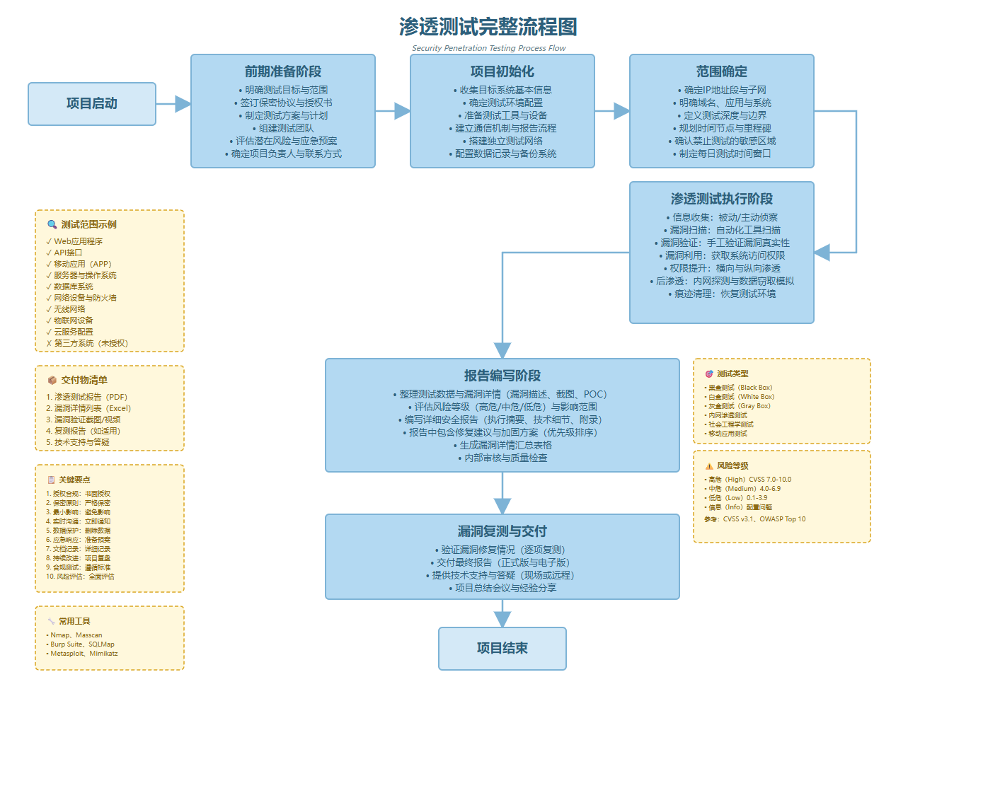 渗透测试完整流程图
Security Penetration Testing Process Flow
项目启动
前期准备阶段
• 明确测试目标与范围
• 签订保密协议与授权书
• 制定测试方案与计划
• 组建测试团队
• 评估潜在风险与应急预案
• 确定项目负责人与联系方式
项目初始化
• 收集目标系统基本信息
• 确定测试环境配置
• 准备测试工具与设备
• 建立通信机制与报告流程
• 搭建独立测试网络
• 配置数据记录与备份系统
范围确定
• 确定IP地址段与子网
• 明确域名、应用与系统
• 定义测试深度与边界
• 规划时间节点与里程碑
• 确认禁止测试的敏感区域
• 制定每日测试时间窗口
渗透测试执行阶段
• 信息收集：被动/主动侦察
• 漏洞扫描：自动化工具扫描
• 漏洞验证：手工验证漏洞真实性
• 漏洞利用：获取系统访问权限
• 权限提升：横向与纵向渗透
• 后渗透：内网探测与数据窃取模拟
• 痕迹清理：恢复测试环境
🔍 测试范围示例
✓ Web应用程序
✓ API接口
✓ 移动应用（APP）
✓ 服务器与操作系统
✓ 数据库系统
✓ 网络设备与防火墙
✓ 无线网络
✓ 物联网设备
✓ 云服务配置
✗ 第三方系统（未授权）
📦 交付物清单
1. 渗透测试报告（PDF）
2. 漏洞详情列表（Excel）
3. 漏洞验证截图/视频
4. 复测报告（如适用）
5. 技术支持与答疑
📋 关键要点
1. 授权合规：书面授权
2. 保密原则：严格保密
3. 最小影响：避免影响
4. 实时沟通：立即通知
5. 数据保护：删除数据
6. 应急响应：准备预案
7. 文档记录：详细记录
8. 持续改进：项目复盘
9. 合规测试：遵循标准
10. 风险评估：全面评估
🔧 常用工具
• Nmap、Masscan
• Burp Suite、SQLMap
• Metasploit、Mimikatz
报告编写阶段
• 整理测试数据与漏洞详情（漏洞描述、截图、POC）
• 评估风险等级（高危/中危/低危）与影响范围
• 编写详细安全报告（执行摘要、技术细节、附录）
• 报告中包含修复建议与加固方案（优先级排序）
• 生成漏洞详情汇总表格
• 内部审核与质量检查
漏洞复测与交付
• 验证漏洞修复情况（逐项复测）
• 交付最终报告（正式版与电子版）
• 提供技术支持与答疑（现场或远程）
• 项目总结会议与经验分享
项目结束
🎯 测试类型
• 黑盒测试（Black Box）
• 白盒测试（White Box）
• 灰盒测试（Gray Box）
• 内网渗透测试
• 社会工程学测试
• 移动应用测试
⚠️ 风险等级
• 高危（High）CVSS 7.0-10.0
• 中危（Medium）4.0-6.9
• 低危（Low）0.1-3.9
• 信息（Info）配置问题
参考：CVSS v3.1、OWASP Top 10